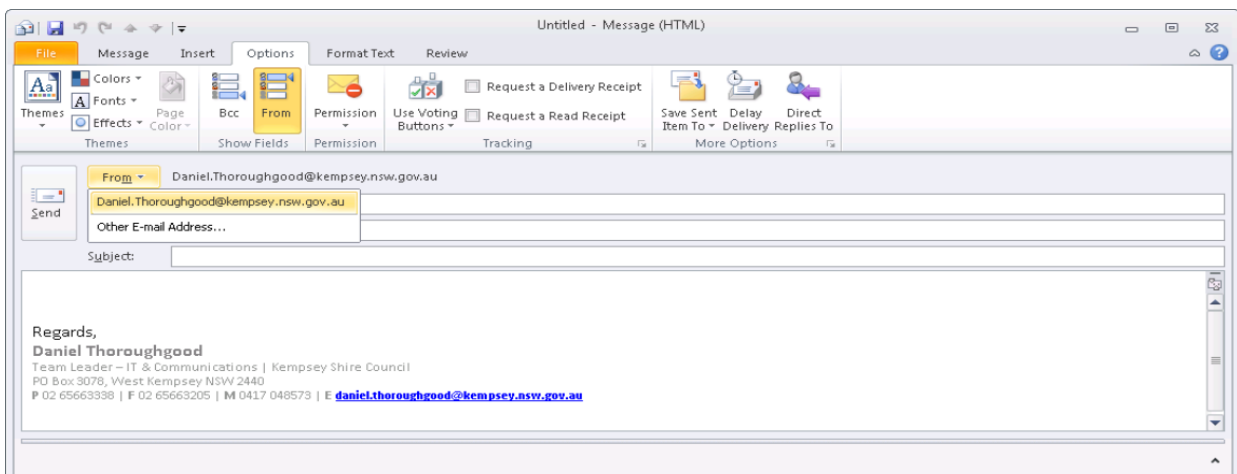 Untitled - Message (HTML)
File Message Insert Options Format Text Review
Themes
Colors
Fonts
Effects
Page Color
Themes
Bcc
From
Show Fields
Permission
Permission
Use Voting Buttons
Request a Delivery Receipt
Request a Read Receipt
Tracking
Save Sent Item To
Delay Delivery
Direct Replies To
More Options
Send
From Daniel.Thoroughgood@kempsey.nsw.gov.au
Daniel.Thoroughgood@kempsey.nsw.gov.au
Other E-mail Address...
Subject:
Regards,
Daniel Thoroughgood
Team Leader – IT & Communications | Kempsey Shire Council
PO Box 3078, West Kempsey NSW 2440
P 02 65663338 | F 02 65663205 | M 0417 048573 | E daniel.thoroughgood@kempsey.nsw.gov.au